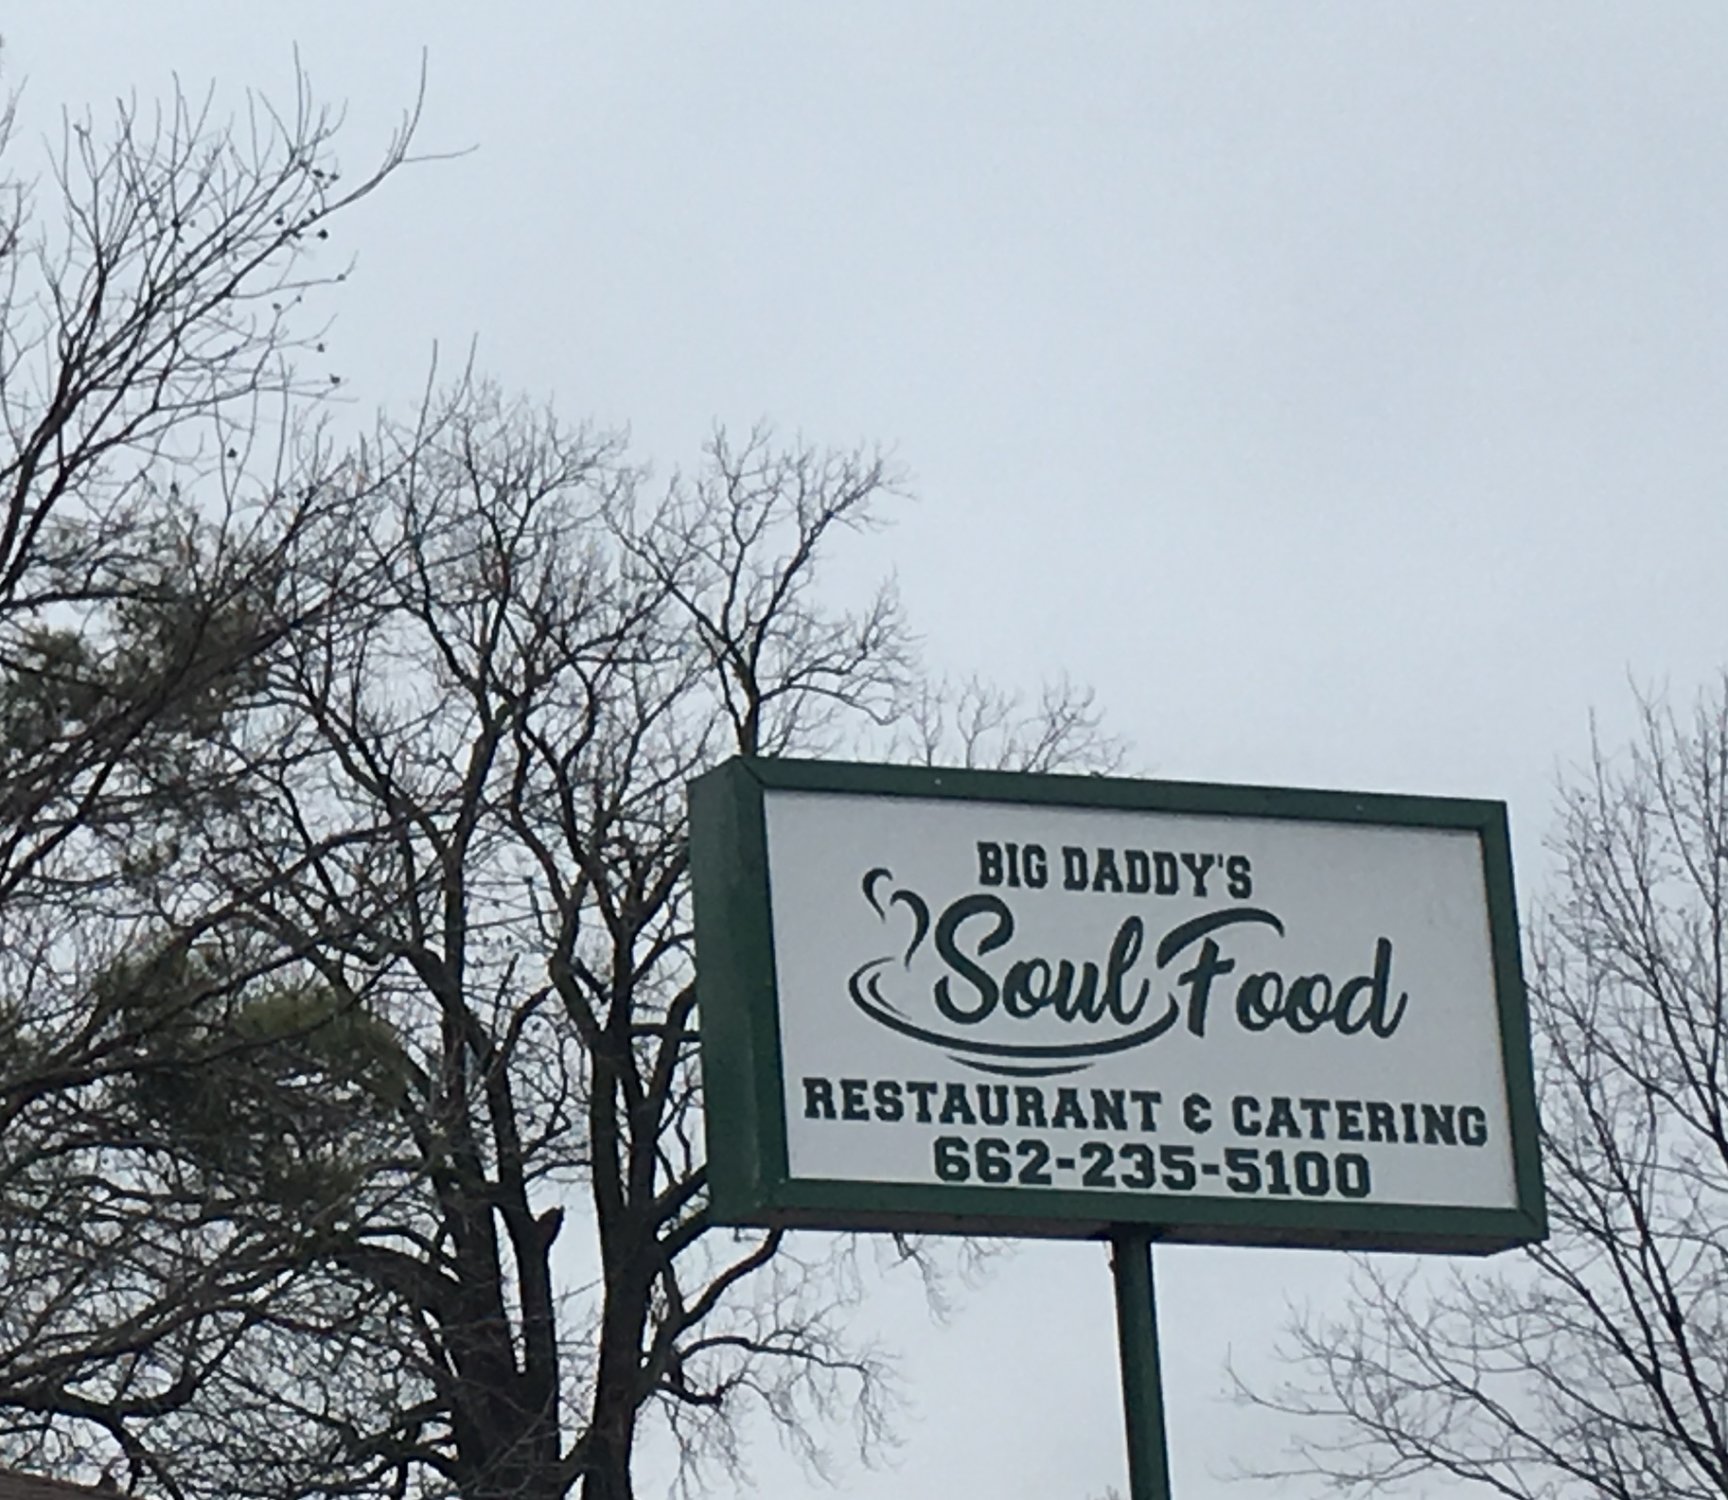 BIG DADDY'S
Soul Food
RESTAURANT & CATERING
662-235-5100